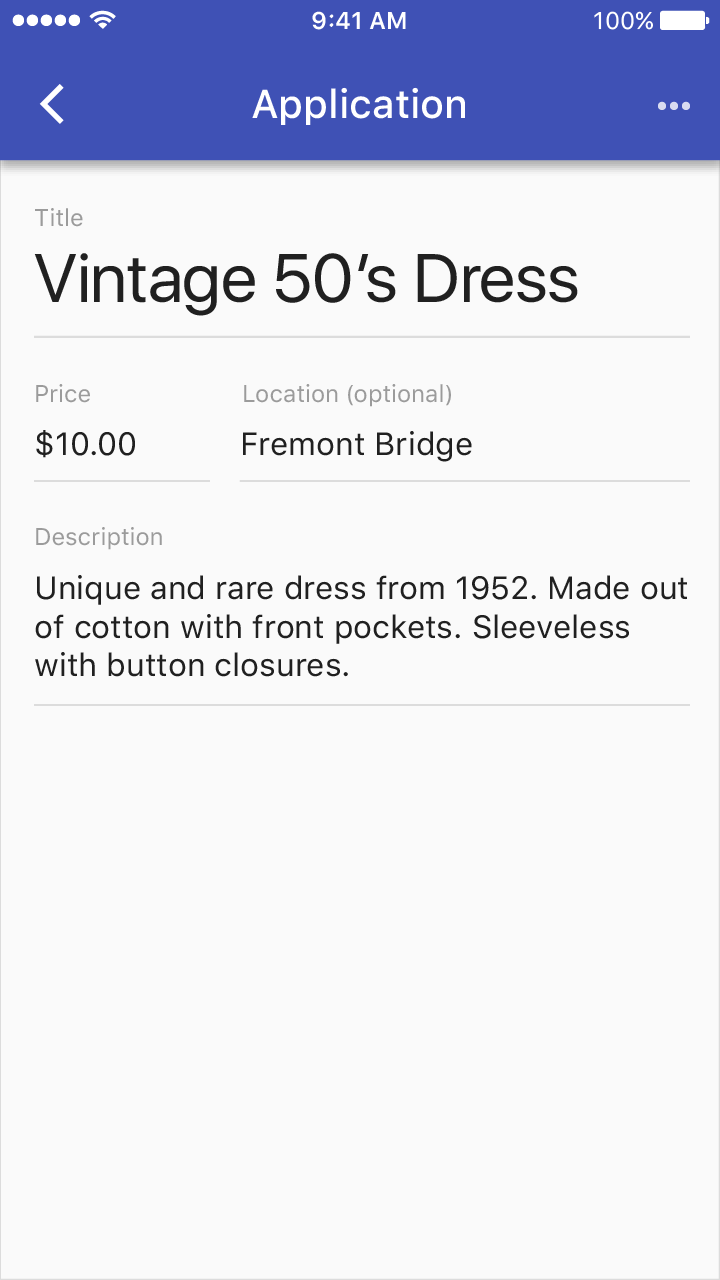 9:41 AM 100%
Application
Title
Vintage 50’s Dress
Price Location (optional)
$10.00 Fremont Bridge
Description
Unique and rare dress from 1952. Made out
of cotton with front pockets. Sleeveless
with button closures.